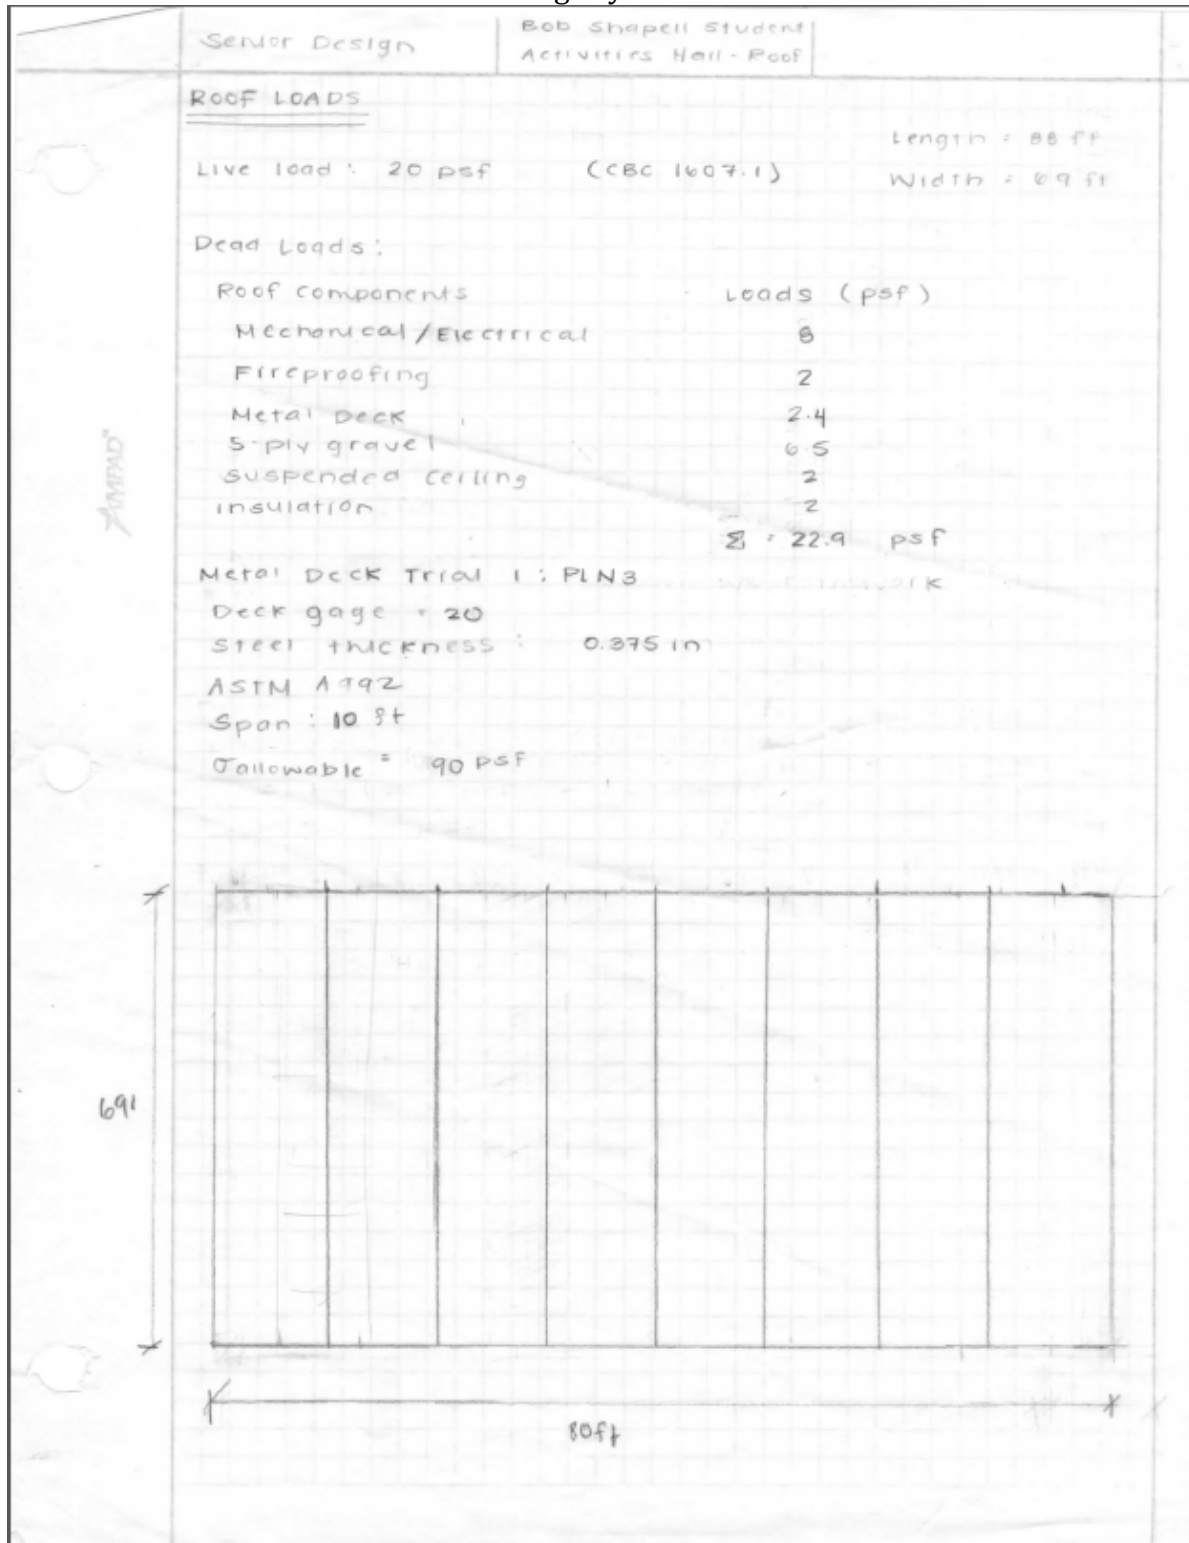 Senior Design
Bob Shapell Student
Activities Hall - Roof
ROOF LOADS
Length = 88 ft
Live load : 20 psf (CBC 1607.1)
Width = 69 ft
Dead Loads:
Roof components Loads (psf)
Mechanical/Electrical 8
Fireproofing 2
Metal Deck 2.4
5-ply gravel 6.5
suspended ceiling 2
insulation 2
Σ = 22.9 psf
Metal Deck Trial 1 : PLN3
Deck gage = 20
Steel thickness : 0.375 in
ASTM A992
Span : 10 ft
σallowable = 90 psf
AMPAD™
69'
80ft